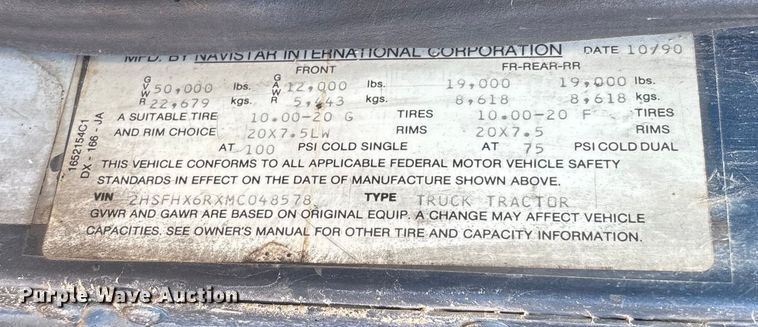 MFD. BY NAVISTAR INTERNATIONAL CORPORATION DATE 10/90
FRONT FR-REAR-RR
GVWR 50,000 lbs. GAWR 12,000 lbs. 19,000 19,000 lbs.
22,679 kgs. 5,443 kgs. 8,618 8,618 kgs.
A SUITABLE TIRE 10.00-20 G TIRES 10.00-20 F TIRES
AND RIM CHOICE 20X7.5LW RIMS 20X7.5 RIMS
AT 100 PSI COLD SINGLE AT 75 PSI COLD DUAL
THIS VEHICLE CONFORMS TO ALL APPLICABLE FEDERAL MOTOR VEHICLE SAFETY
STANDARDS IN EFFECT ON THE DATE OF MANUFACTURE SHOWN ABOVE.
VIN 2HSFHX6RXMC048578 TYPE TRUCK TRACTOR
GVWR AND GAWR ARE BASED ON ORIGINAL EQUIP. A CHANGE MAY AFFECT VEHICLE
CAPACITIES. SEE OWNER'S MANUAL FOR OTHER TIRE AND CAPACITY INFORMATION.
1652154C1
DX - 166 - JA
Purple Wave Auction